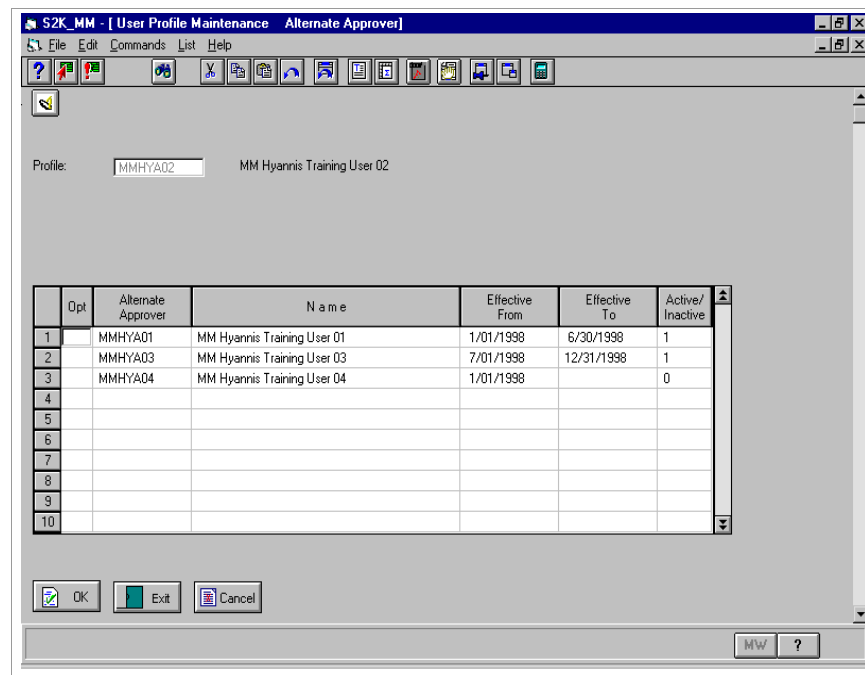 S2K_MM - [ User Profile Maintenance Alternate Approver]
File Edit Commands List Help
Profile: MMHYA02 MM Hyannis Training User 02
Opt Alternate Approver N a m e Effective From Effective To Active/ Inactive
1 MMHYA01 MM Hyannis Training User 01 1/01/1998 6/30/1998 1
2 MMHYA03 MM Hyannis Training User 03 7/01/1998 12/31/1998 1
3 MMHYA04 MM Hyannis Training User 04 1/01/1998 0
4
5
6
7
8
9
10
OK Exit Cancel
MW ?